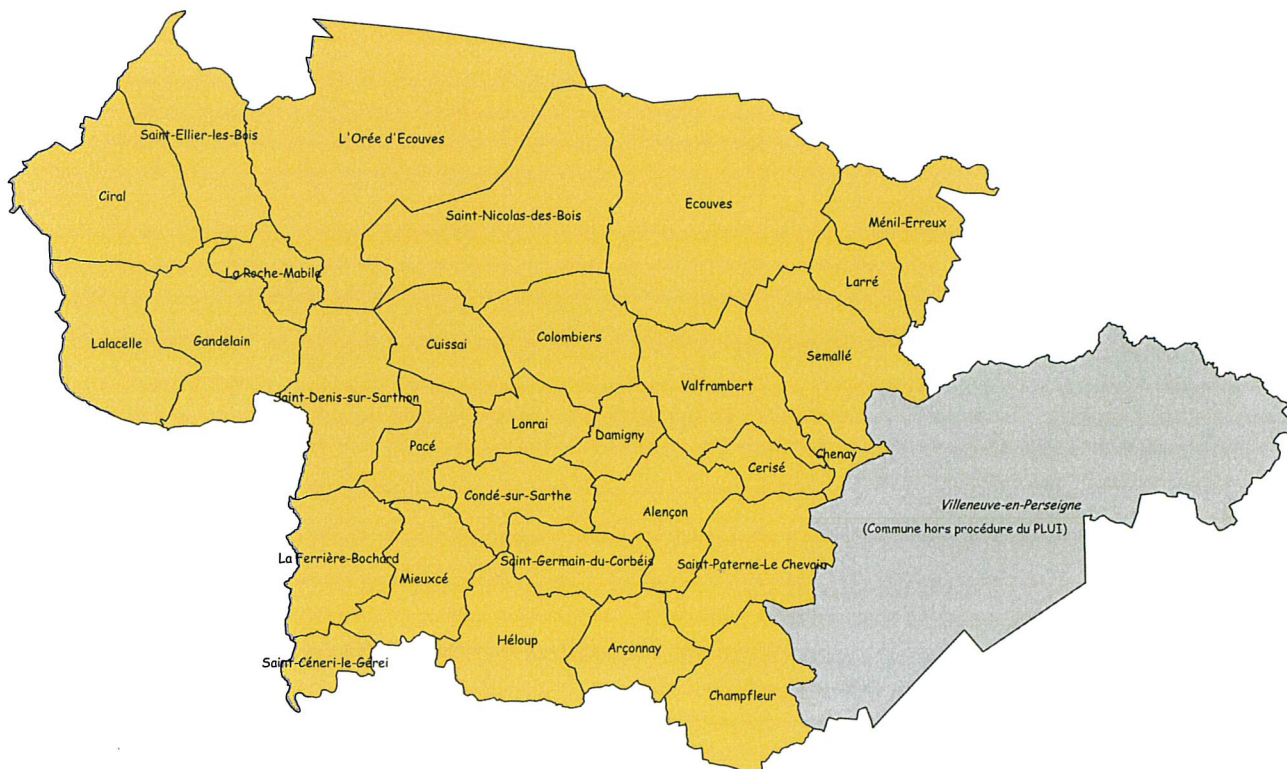 Saint-Ellier-les-Bois
L'Orée d'Ecouves
Ciral
Saint-Nicolas-des-Bois
Ecouves
Ménil-Erreux
La Roche-Mabile
Larré
Lalacelle
Gandelain
Cuissai
Colombiers
Semallé
Valframbert
Saint-Denis-sur-Sarthon
Lonrai
Damigny
Pacé
Chenay
Cerisé
Condé-sur-Sarthe
Alençon
Villeneuve-en-Perseigne
(Commune hors procédure du PLUI)
La Ferrière-Bochard
Mieuxcé
Saint-Germain-du-Corbéis
Saint-Paterne-Le Chevain
Héloup
Arçonnay
Saint-Céneri-le-Gérei
Champfleur